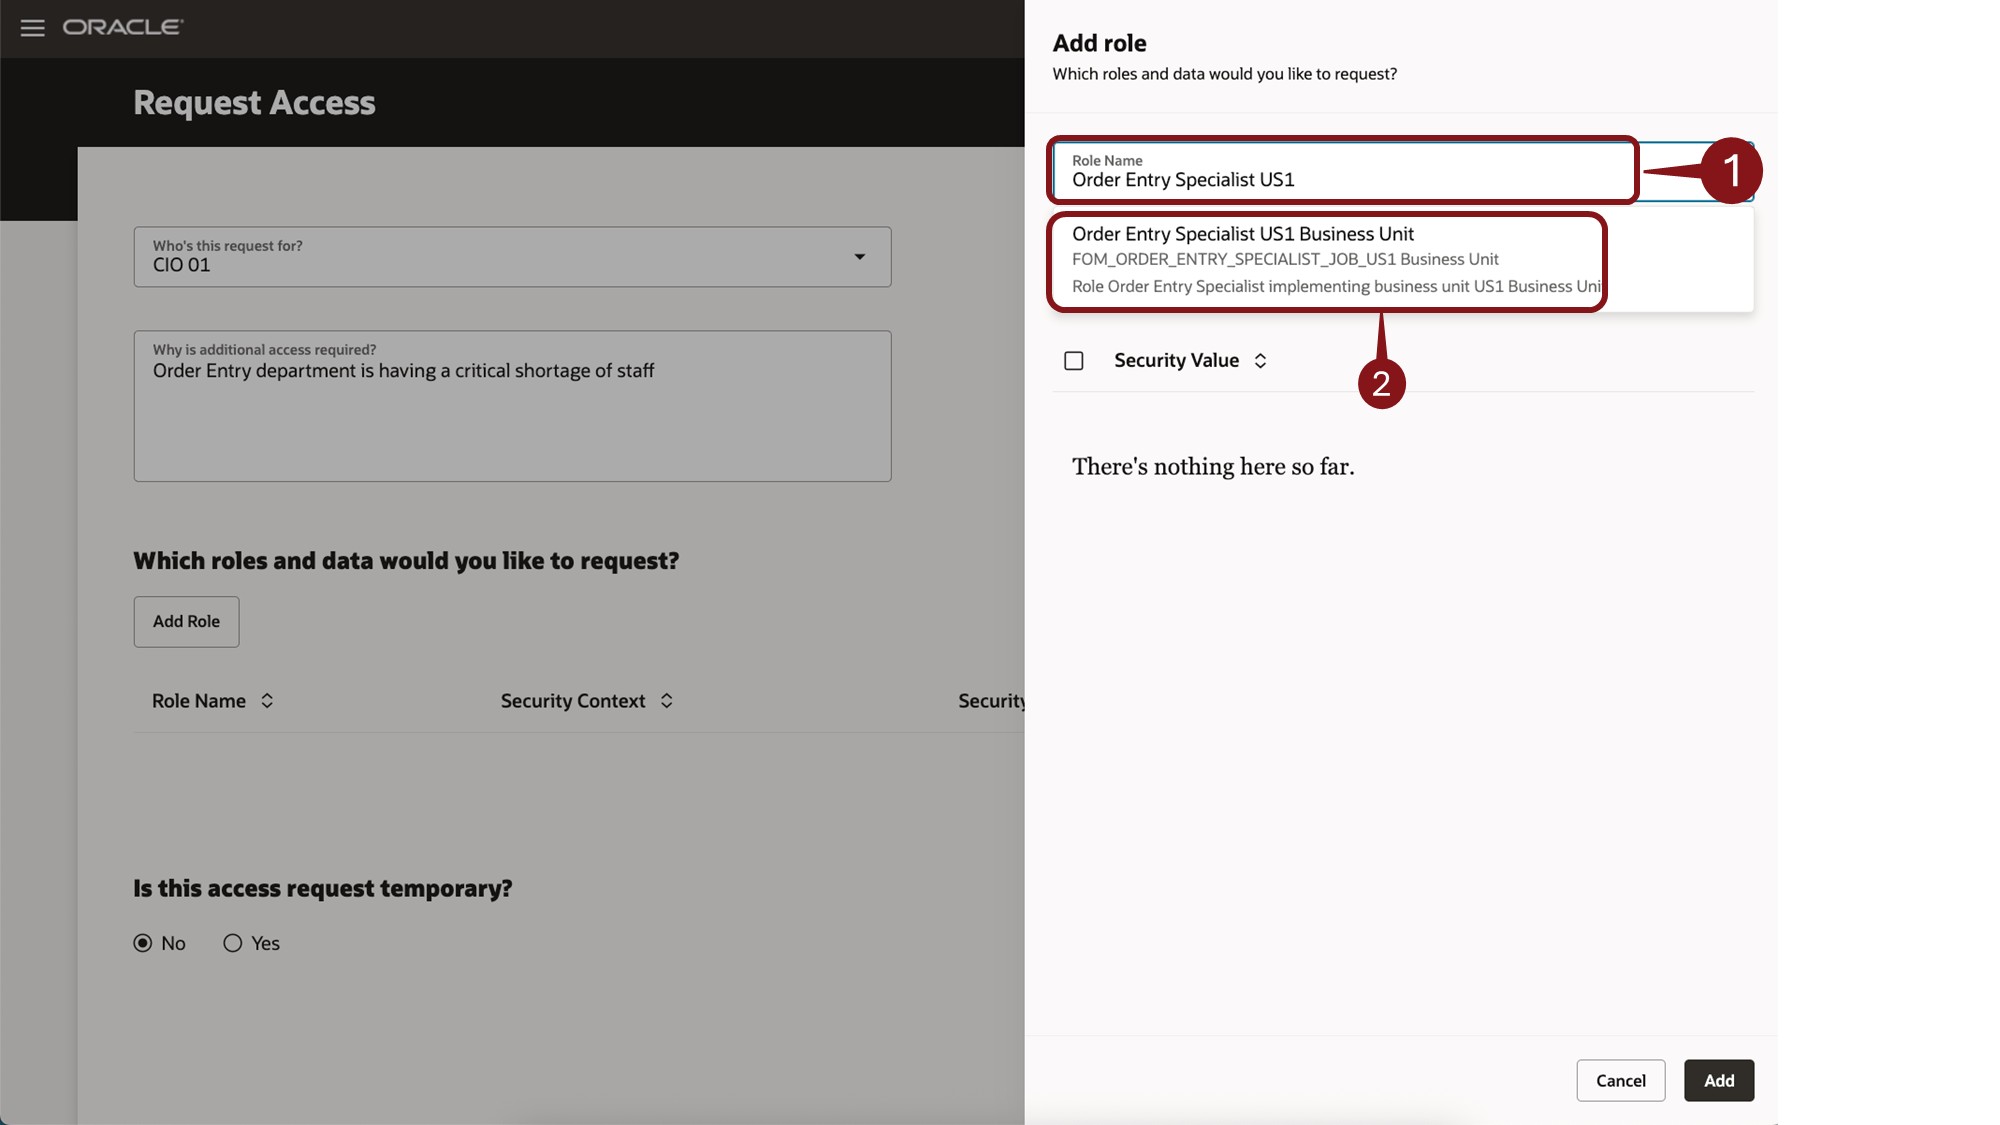 ORACLE
Request Access
Who's this request for?
CIO 01
Why is additional access required?
Order Entry department is having a critical shortage of staff
Which roles and data would you like to request?
Add Role
Role Name
Security Context
Security
Is this access request temporary?
No
Yes
Add role
Which roles and data would you like to request?
Role Name
Order Entry Specialist US1
1
Order Entry Specialist US1 Business Unit
FOM_ORDER_ENTRY_SPECIALIST_JOB_US1 Business Unit
Role Order Entry Specialist implementing business unit US1 Business Uni
Security Value
2
There's nothing here so far.
Cancel
Add